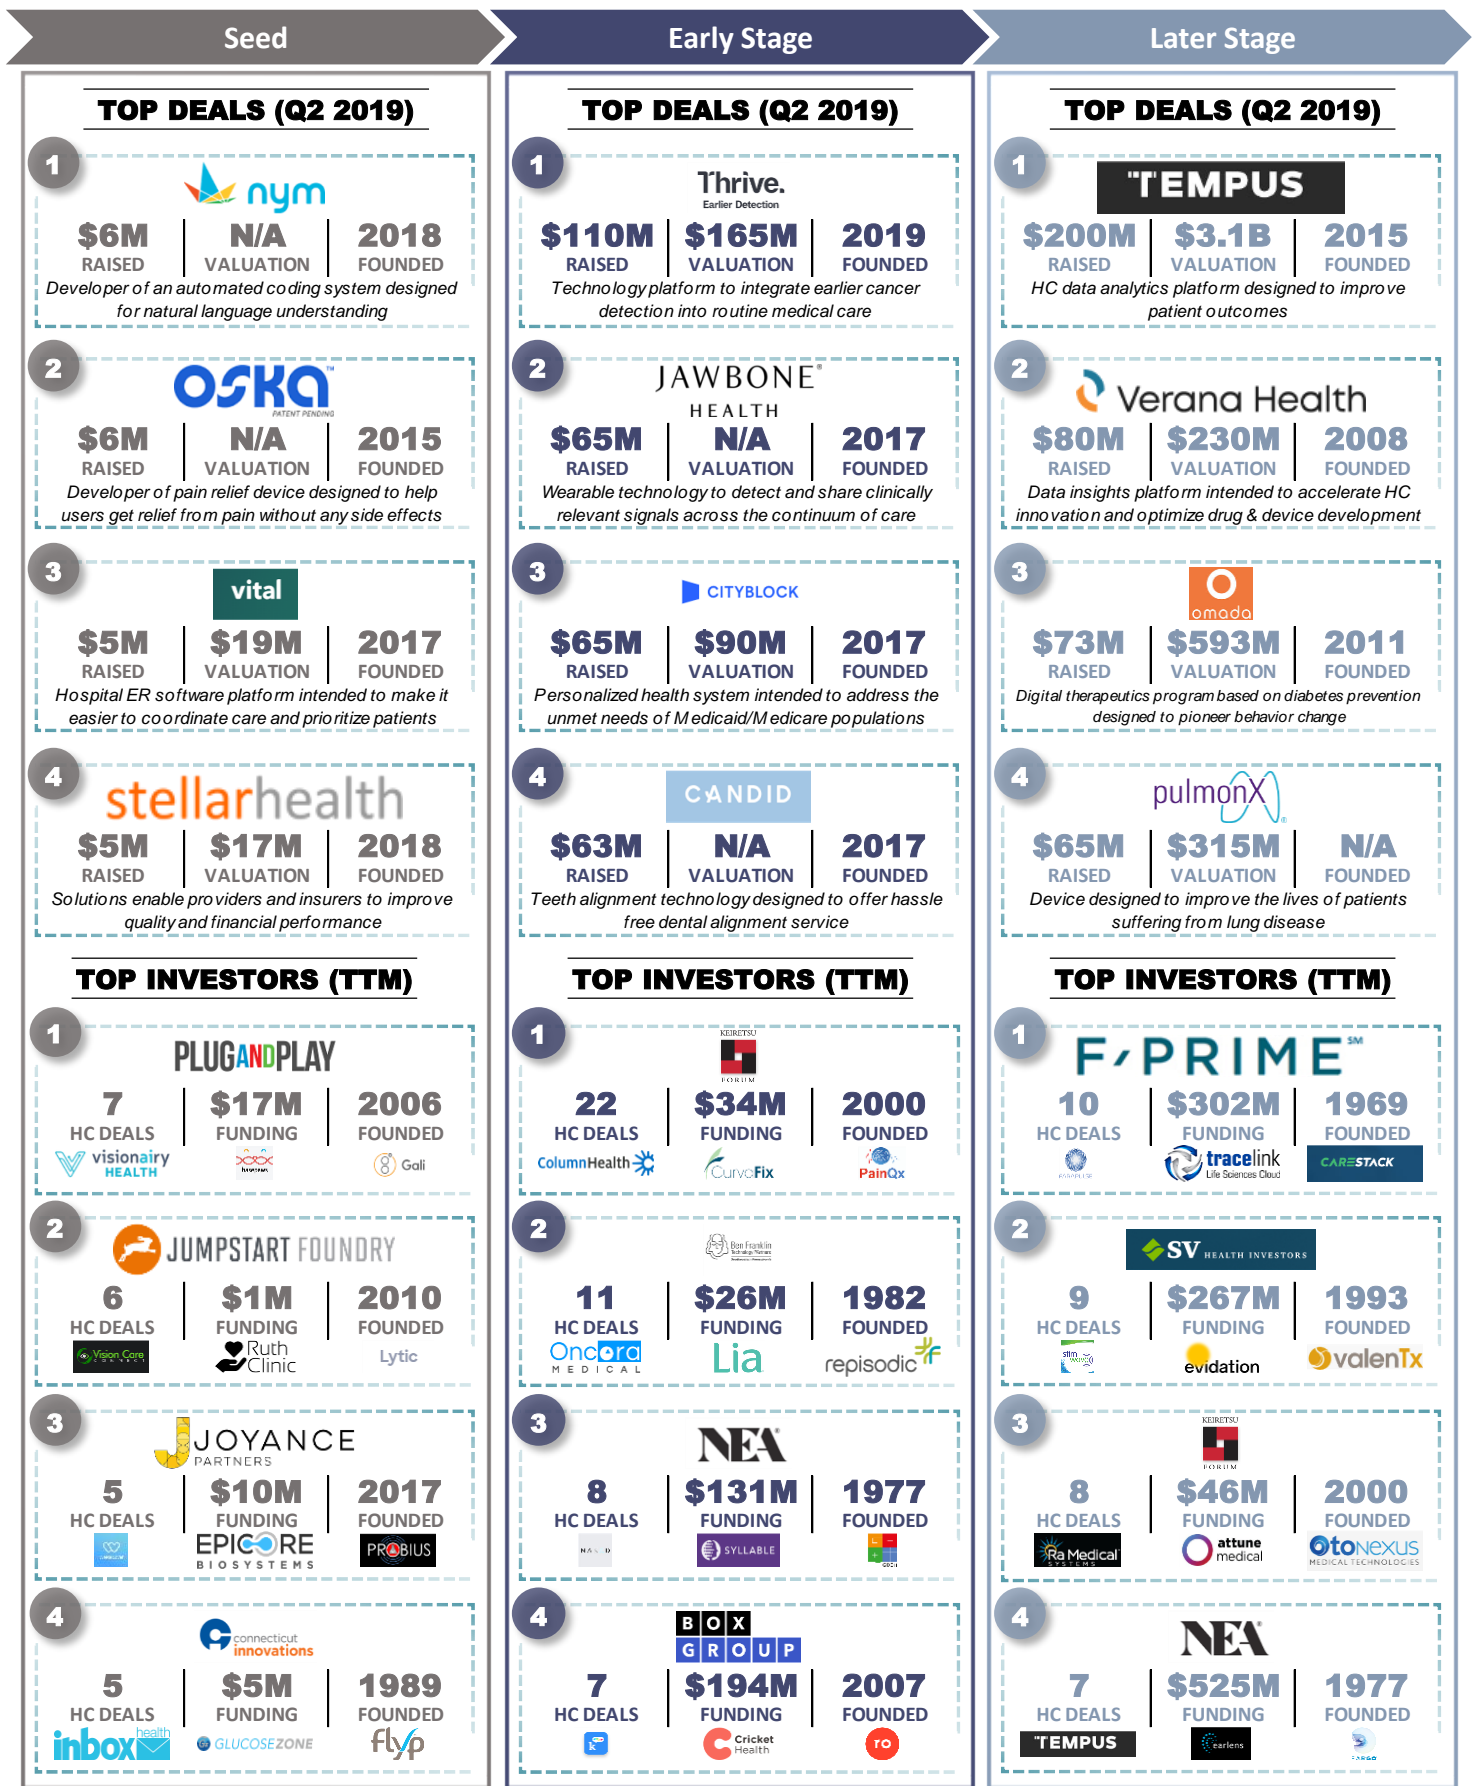 Seed
Early Stage
Later Stage
TOP DEALS (Q2 2019)
1
nym
$6M
N/A
2018
RAISED
VALUATION
FOUNDED
Developer of an automated coding system designed
for natural language understanding
2
OSKA™
PATENT PENDING
$6M
N/A
2015
RAISED
VALUATION
FOUNDED
Developer of pain relief device designed to help
users get relief from pain without any side effects
3
vital
$5M
$19M
2017
RAISED
VALUATION
FOUNDED
Hospital ER software platform intended to make it
easier to coordinate care and prioritize patients
4
stellarhealth
$5M
$17M
2018
RAISED
VALUATION
FOUNDED
Solutions enable providers and insurers to improve
quality and financial performance
TOP INVESTORS (TTM)
1
PLUGANDPLAY
7
$17M
2006
HC DEALS
FUNDING
FOUNDED
visionairy
HEALTH
Gali
2
JUMPSTART FOUNDRY
6
$1M
2010
HC DEALS
FUNDING
FOUNDED
Vision Care
CONNECT
Ruth
Clinic
Lytic
3
JOYANCE
PARTNERS
5
$10M
2017
HC DEALS
FUNDING
FOUNDED
EPICORE
BIOSYSTEMS
PROBIUS
4
connecticut
innovations
5
$5M
1989
HC DEALS
FUNDING
FOUNDED
inbox health
GLUCOSEZONE
flyp
TOP DEALS (Q2 2019)
1
Thrive.
Earlier Detection
$110M
$165M
2019
RAISED
VALUATION
FOUNDED
Technology platform to integrate earlier cancer
detection into routine medical care
2
JAWBONE®
HEALTH
$65M
N/A
2017
RAISED
VALUATION
FOUNDED
Wearable technology to detect and share clinically
relevant signals across the continuum of care
3
CITYBLOCK
$65M
$90M
2017
RAISED
VALUATION
FOUNDED
Personalized health system intended to address the
unmet needs of Medicaid/Medicare populations
4
CANDID
$63M
N/A
2017
RAISED
VALUATION
FOUNDED
Teeth alignment technology designed to offer hassle
free dental alignment service
TOP INVESTORS (TTM)
1
KEIRETSU
FORUM
22
$34M
2000
HC DEALS
FUNDING
FOUNDED
ColumnHealth
CurvaFix
PainQx
2
Ben Franklin
Technology Partners
11
$26M
1982
HC DEALS
FUNDING
FOUNDED
Oncora
MEDICAL
Lia
repisodic
3
NEA
8
$131M
1977
HC DEALS
FUNDING
FOUNDED
SYLLABLE
4
BOX
GROUP
7
$194M
2007
HC DEALS
FUNDING
FOUNDED
k
Cricket
Health
ro
TOP DEALS (Q2 2019)
1
TEMPUS
$200M
$3.1B
2015
RAISED
VALUATION
FOUNDED
HC data analytics platform designed to improve
patient outcomes
2
Verana Health
$80M
$230M
2008
RAISED
VALUATION
FOUNDED
Data insights platform intended to accelerate HC
innovation and optimize drug & device development
3
omada
$73M
$593M
2011
RAISED
VALUATION
FOUNDED
Digital therapeutics program based on diabetes prevention
designed to pioneer behavior change
4
pulmonX®
$65M
$315M
N/A
RAISED
VALUATION
FOUNDED
Device designed to improve the lives of patients
suffering from lung disease
TOP INVESTORS (TTM)
1
F-PRIME℠
10
$302M
1969
HC DEALS
FUNDING
FOUNDED
tracelink
Life Sciences Cloud
CARESTACK
2
SV HEALTH INVESTORS
9
$267M
1993
HC DEALS
FUNDING
FOUNDED
stim
wave
evidation
valenTx
3
KEIRETSU
FORUM
8
$46M
2000
HC DEALS
FUNDING
FOUNDED
Ra Medical
SYSTEMS
attune
medical
OtoNexus
MEDICAL TECHNOLOGIES
4
NEA
7
$525M
1977
HC DEALS
FUNDING
FOUNDED
TEMPUS
earlens
FARGO